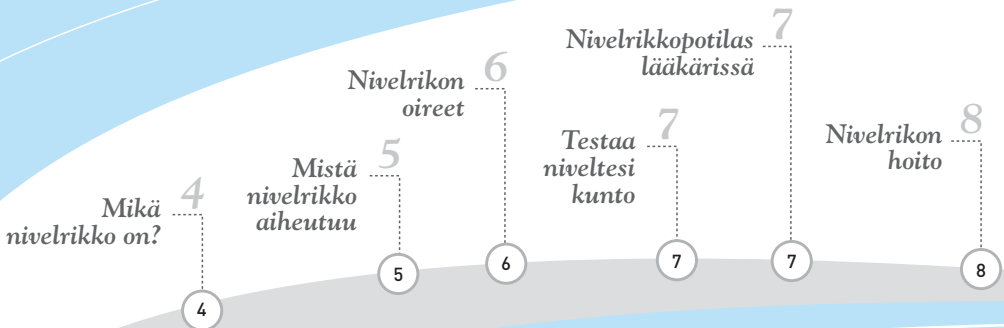 4
Mikä
nivelrikko on?
4
5
Mistä
nivelrikko
aiheutuu
5
6
Nivelrikon
oireet
6
7
Testaa
niveltesi
kunto
7
7
Nivelrikkopotilas
lääkärissä
7
8
Nivelrikon
hoito
8